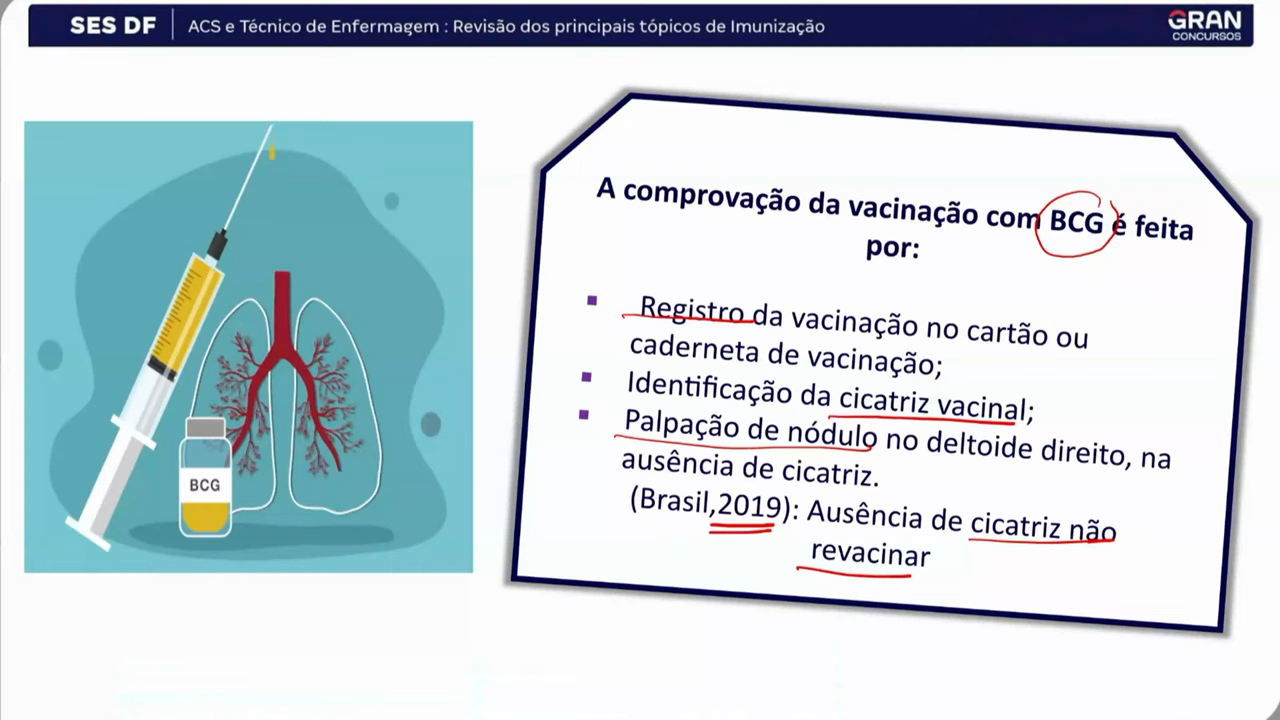 SES DF
ACS e Técnico de Enfermagem : Revisão dos principais tópicos de Imunização
GRAN
CONCURSOS
A comprovação da vacinação com BCG é feita
por:
▪ Registro da vacinação no cartão ou
caderneta de vacinação;
▪ Identificação da cicatriz vacinal;
▪ Palpação de nódulo no deltoide direito, na
ausência de cicatriz.
(Brasil,2019): Ausência de cicatriz não
revacinar
BCG